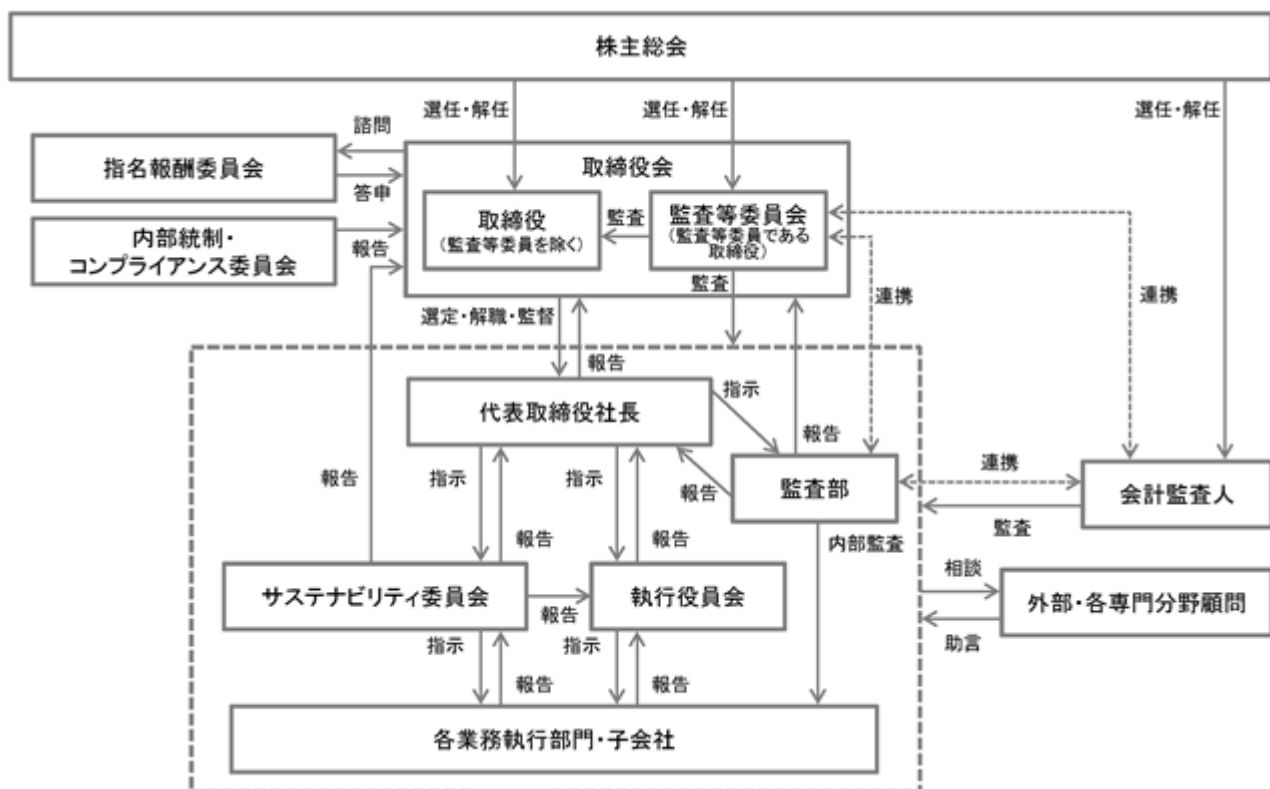 株主総会
選任・解任
選任・解任
選任・解任
諮問
指名報酬委員会
答申
取締役会
取締役
(監査等委員を除く)
監査
監査等委員会
(監査等委員である
取締役)
内部統制・
コンプライアンス委員会
報告
監査
連携
連携
選定・解職・監督
報告
代表取締役社長
指示
報告
報告
指示
指示
報告
監査部
連携
会計監査人
監査
報告
報告
内部監査
サステナビリティ委員会
報告
執行役員会
相談
外部・各専門分野顧問
助言
指示
指示
報告
報告
各業務執行部門・子会社